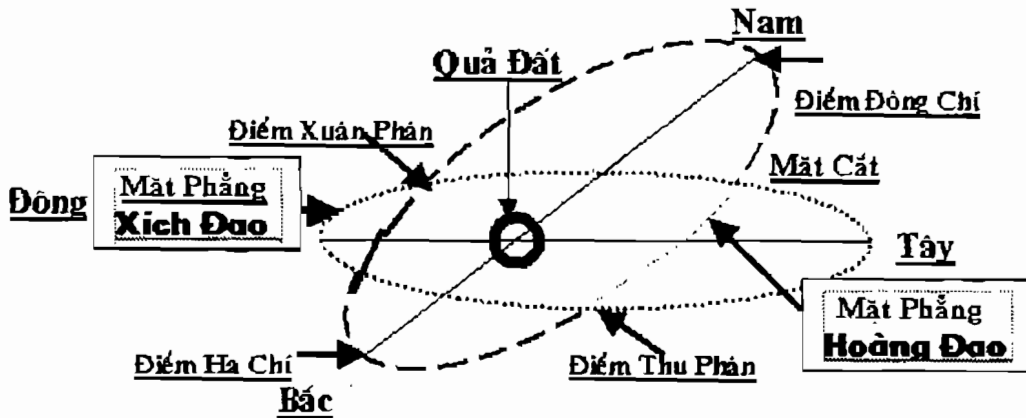 Nam
Quả Đất
Điểm Đông Chí
Điểm Xuân Phân
Mặt Cắt
Đông
Mặt Phẳng
Xích Đạo
Tây
Mặt Phẳng
Hoàng Đạo
Điểm Hạ Chí
Điểm Thu Phân
Bắc